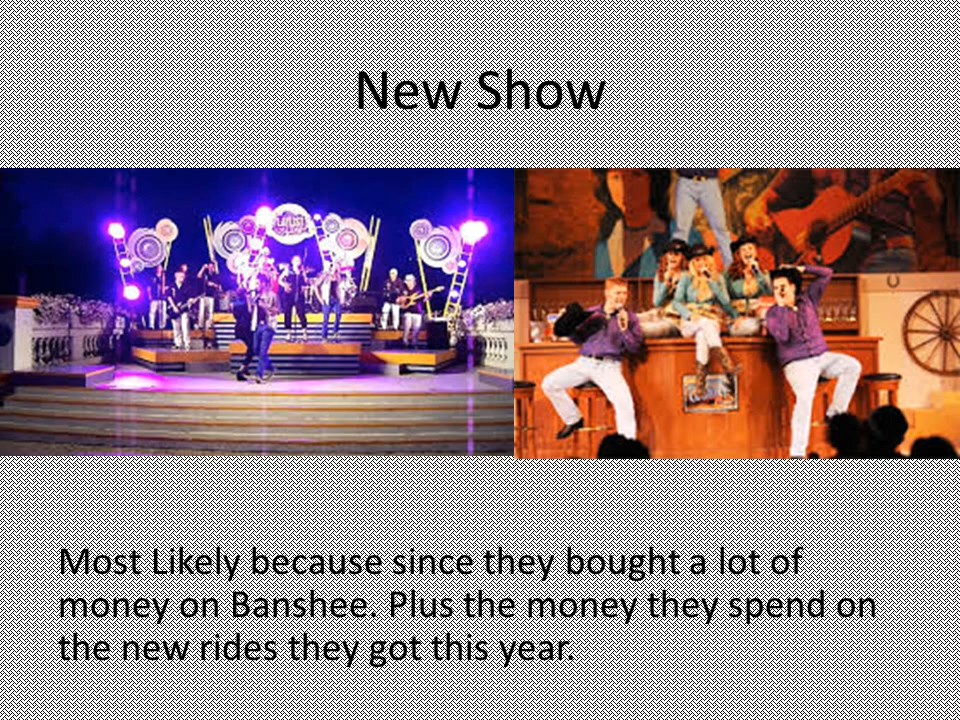 New Show
Most Likely because since they bought a lot of
money on Banshee. Plus the money they spend on
the new rides they got this year.